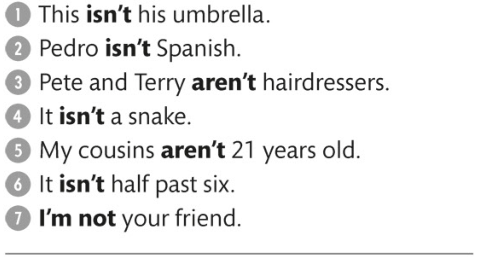 1 This isn't his umbrella.
2 Pedro isn't Spanish.
3 Pete and Terry aren't hairdressers.
4 It isn't a snake.
5 My cousins aren't 21 years old.
6 It isn't half past six.
7 I'm not your friend.